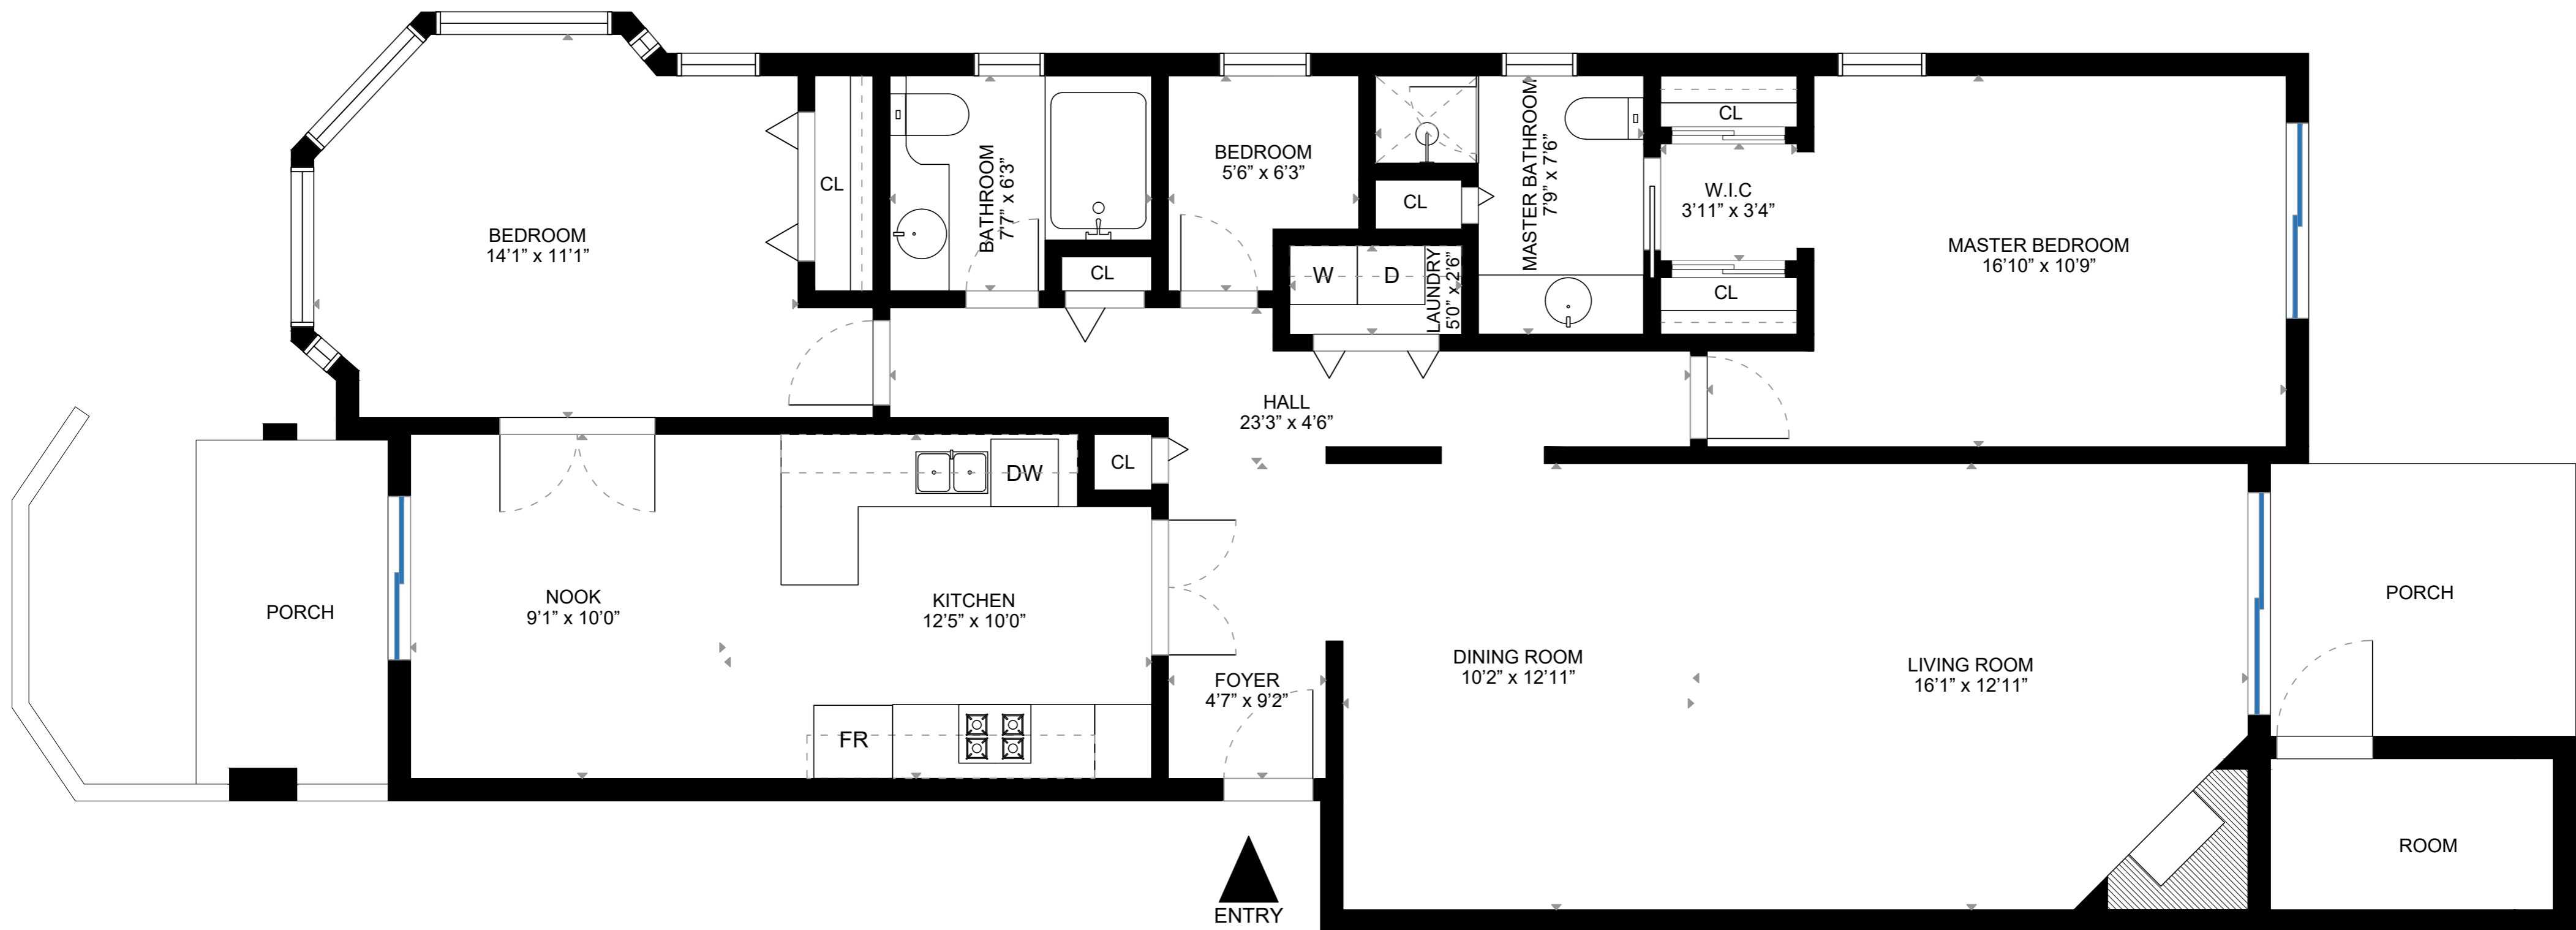 BEDROOM
14'1” x 11'1”
CL
BATHROOM
7'7” x 6'3”
CL
BEDROOM
5'6” x 6'3”
CL
MASTER BATHROOM
7'9” x 7'6”
CL
W.I.C
3'11” x 3'4”
CL
MASTER BEDROOM
16'10” x 10'9”
W
D
LAUNDRY
5'0” x 2'6”
HALL
23'3” x 4'6”
PORCH
NOOK
9'1” x 10'0”
DW
CL
KITCHEN
12'5” x 10'0”
FR
FOYER
4'7” x 9'2”
DINING ROOM
10'2” x 12'11”
LIVING ROOM
16'1” x 12'11”
PORCH
ROOM
ENTRY